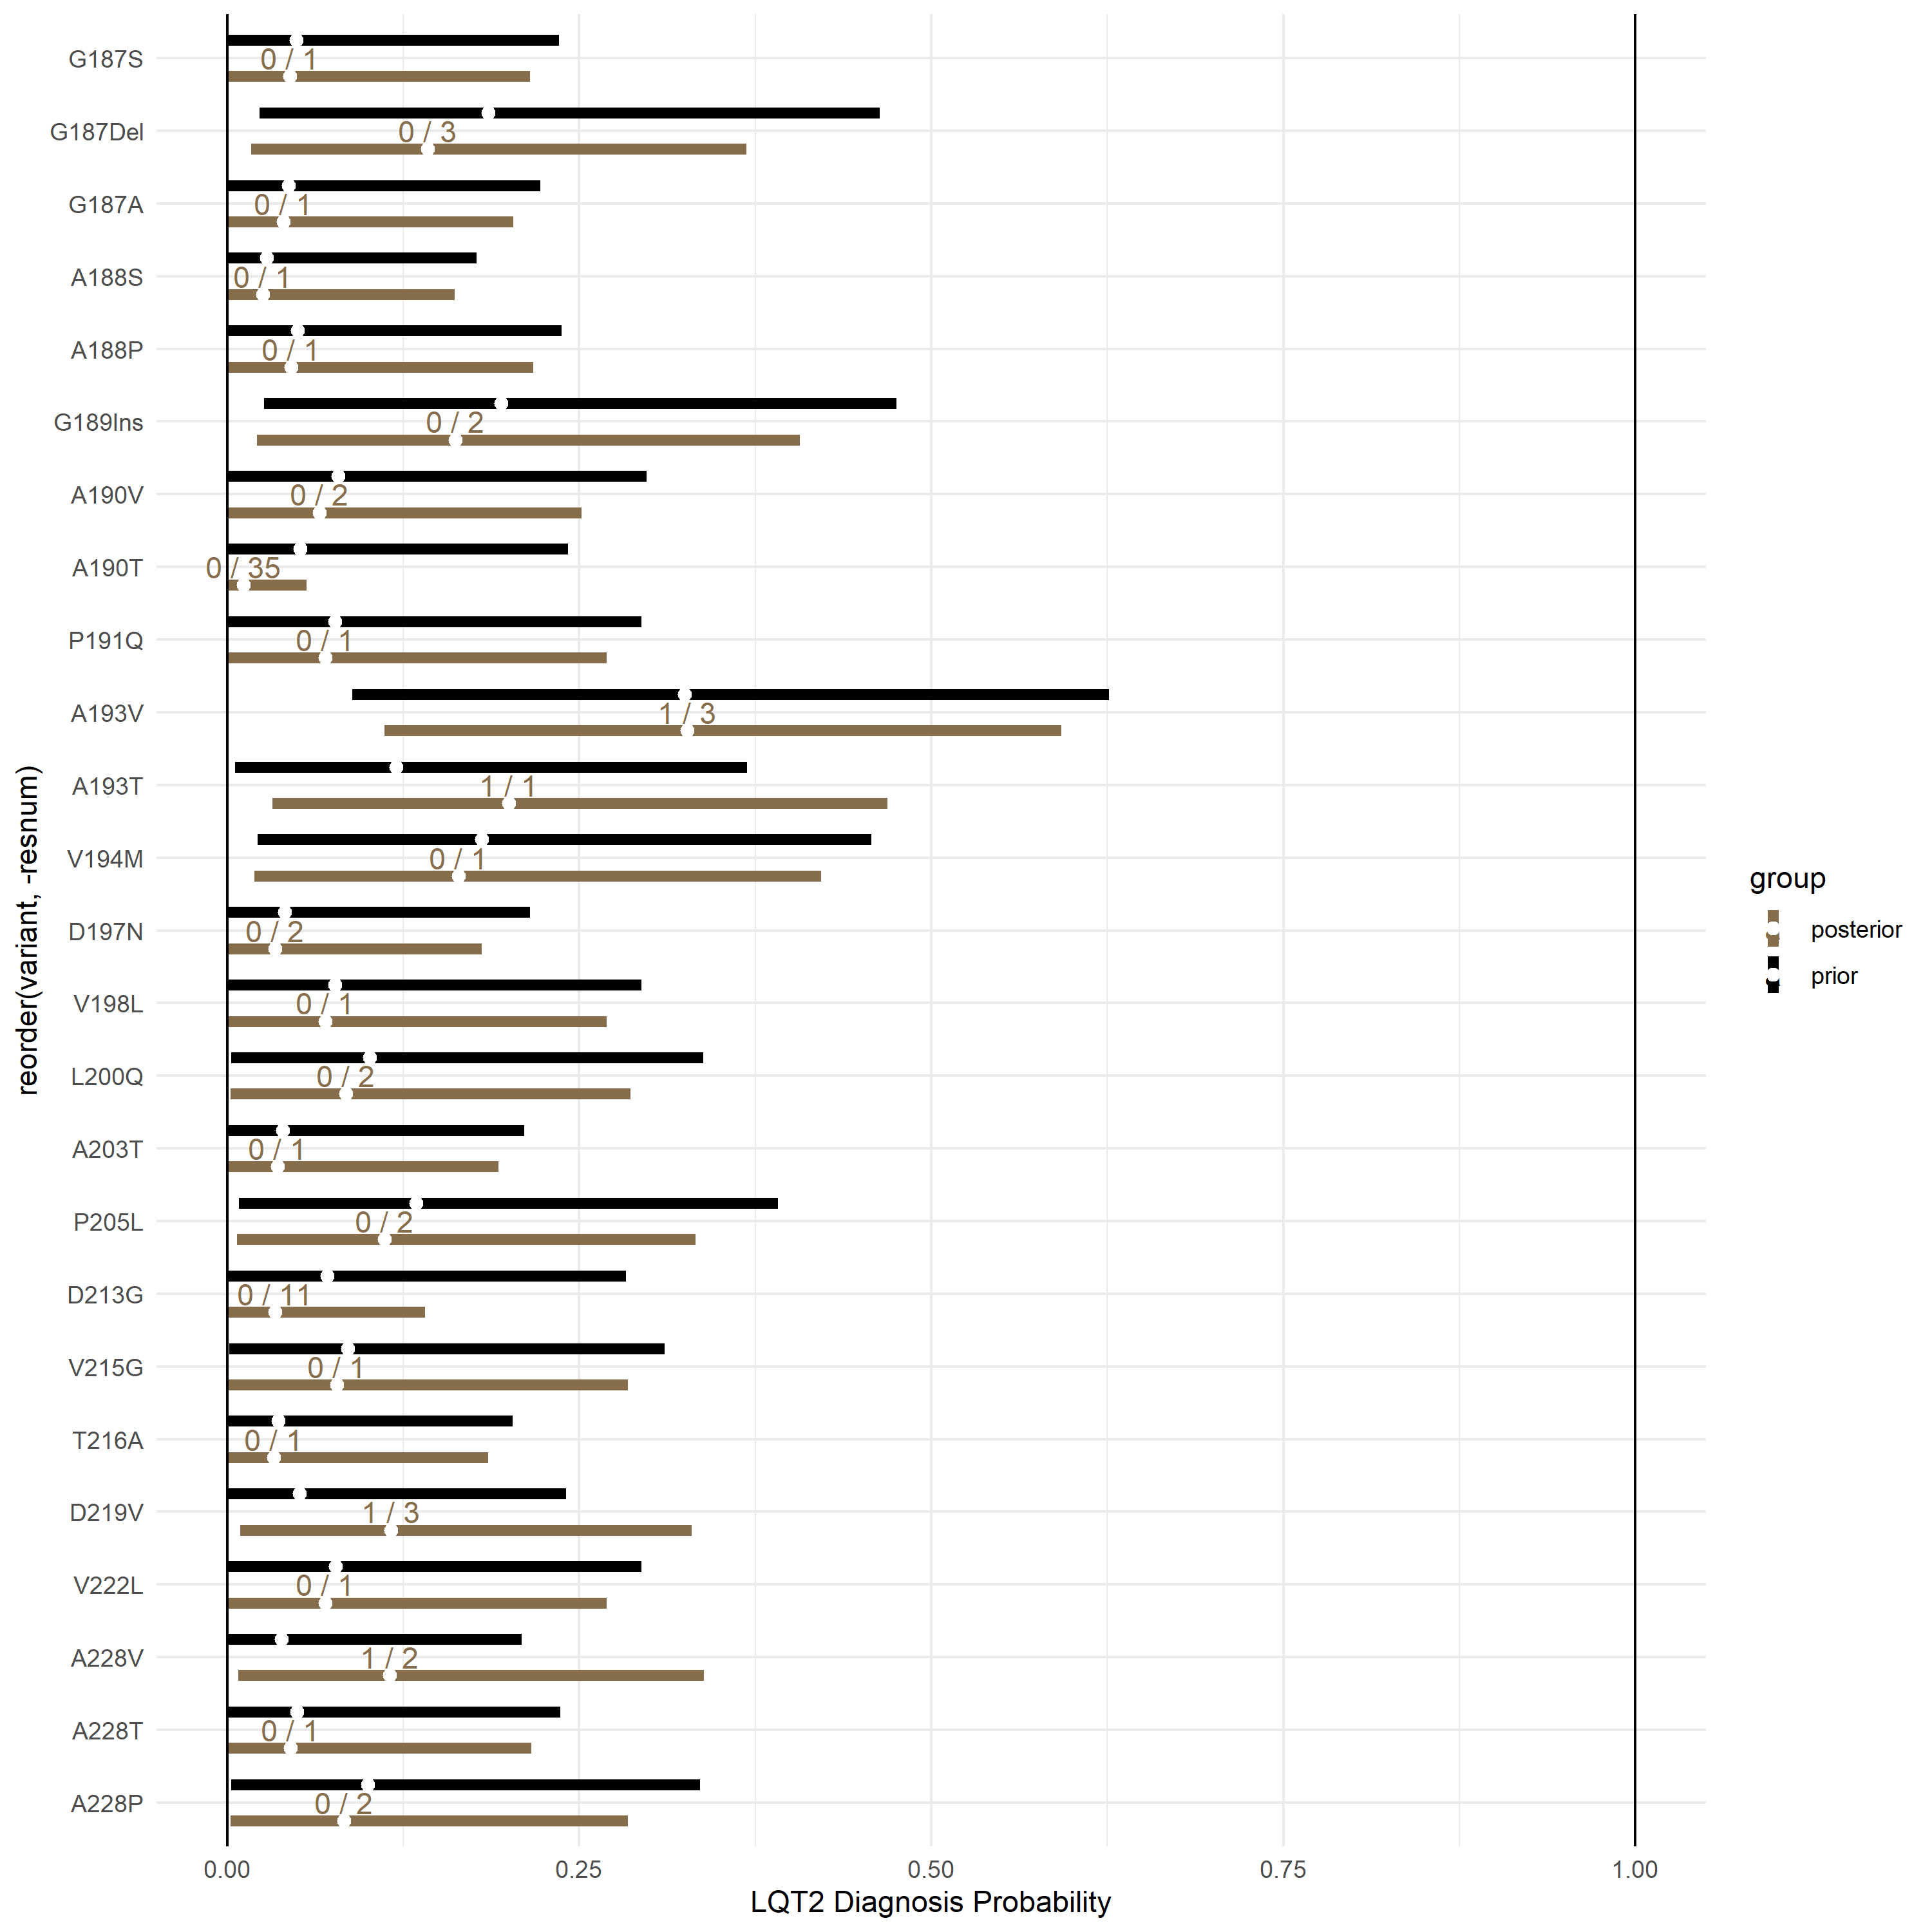 G187S
0 / 1
G187Del
0 / 3
G187A
0 / 1
A188S
0 / 1
A188P
0 / 1
G189Ins
0 / 2
A190V
0 / 2
A190T
0 / 35
P191Q
0 / 1
A193V
1 / 3
A193T
1 / 1
V194M
0 / 1
D197N
0 / 2
V198L
0 / 1
L200Q
0 / 2
A203T
0 / 1
P205L
0 / 2
D213G
0 / 11
V215G
0 / 1
T216A
0 / 1
D219V
1 / 3
V222L
0 / 1
A228V
1 / 2
A228T
0 / 1
A228P
0 / 2
0.00 0.25 0.50 0.75 1.00
LQT2 Diagnosis Probability
reorder(variant, -resnum)
group
posterior
prior